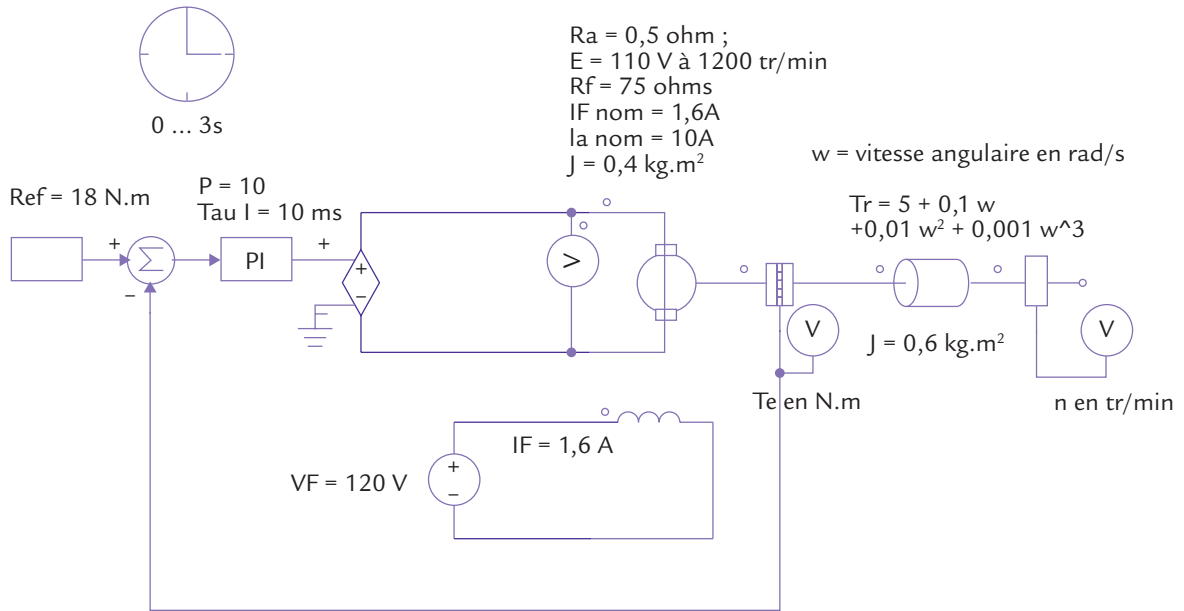 Ra = 0,5 ohm ;
E = 110 V à 1200 tr/min
Rf = 75 ohms
IF nom = 1,6A
Ia nom = 10A
J = 0,4 kg.m²
0 ... 3s
w = vitesse angulaire en rad/s
Ref = 18 N.m
P = 10
Tau I = 10 ms
Tr = 5 + 0,1 w
+0,01 w² + 0,001 w^3
+
Σ
–
PI
+
+
–
V
V
V
J = 0,6 kg.m²
Te en N.m
n en tr/min
IF = 1,6 A
VF = 120 V
+
–